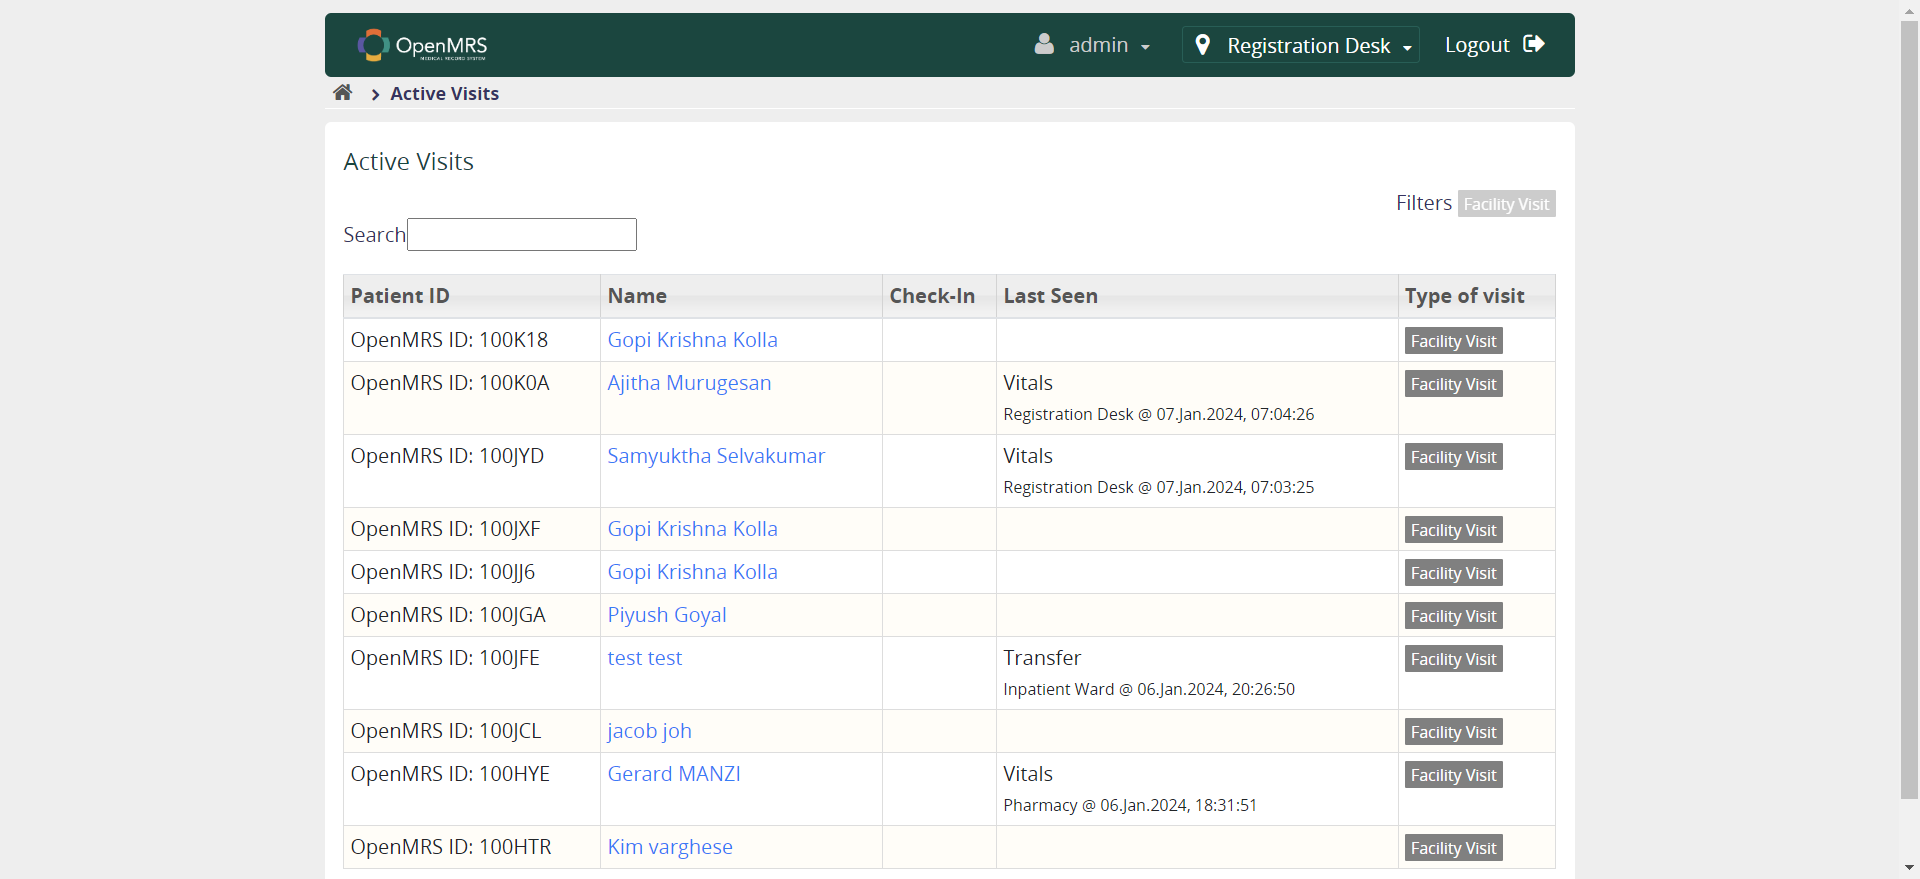 OpenMRS
MEDICAL RECORD SYSTEM
admin
Registration Desk
Logout
Active Visits
Active Visits
Filters Facility Visit
Search
Patient ID Name Check-In Last Seen Type of visit
OpenMRS ID: 100K18 Gopi Krishna Kolla Facility Visit
OpenMRS ID: 100K0A Ajitha Murugesan Vitals Facility Visit
Registration Desk @ 07.Jan.2024, 07:04:26
OpenMRS ID: 100JYD Samyuktha Selvakumar Vitals Facility Visit
Registration Desk @ 07.Jan.2024, 07:03:25
OpenMRS ID: 100JXF Gopi Krishna Kolla Facility Visit
OpenMRS ID: 100JJ6 Gopi Krishna Kolla Facility Visit
OpenMRS ID: 100JGA Piyush Goyal Facility Visit
OpenMRS ID: 100JFE test test Transfer Facility Visit
Inpatient Ward @ 06.Jan.2024, 20:26:50
OpenMRS ID: 100JCL jacob joh Facility Visit
OpenMRS ID: 100HYE Gerard MANZI Vitals Facility Visit
Pharmacy @ 06.Jan.2024, 18:31:51
OpenMRS ID: 100HTR Kim varghese Facility Visit